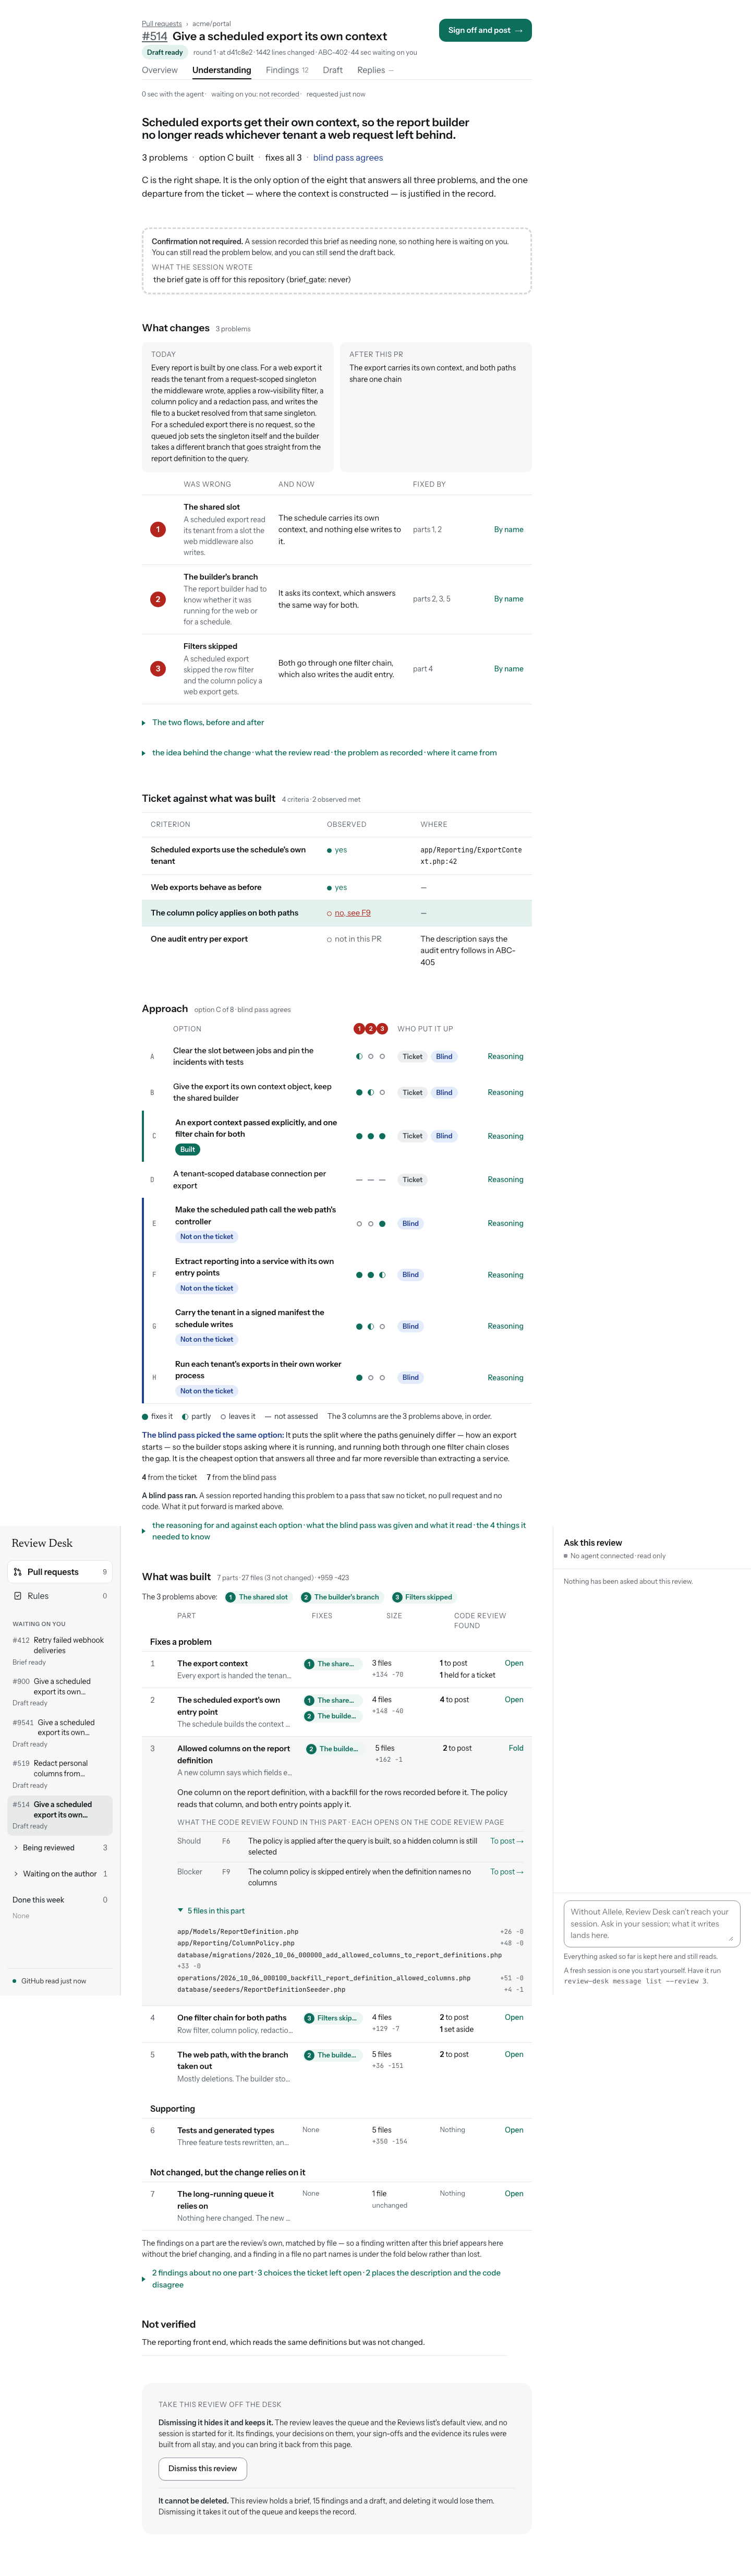 Pull requests › acme/portal
#514 Give a scheduled export its own context
Sign off and post →
Draft ready round 1 · at d41c8e2 · 1442 lines changed · ABC-402 · 44 sec waiting on you
Overview Understanding Findings 12 Draft Replies —
0 sec with the agent · waiting on you: not recorded · requested just now
Scheduled exports get their own context, so the report builder
no longer reads whichever tenant a web request left behind.
3 problems · option C built · fixes all 3 · blind pass agrees
C is the right shape. It is the only option of the eight that answers all three problems, and the one
departure from the ticket — where the context is constructed — is justified in the record.
Confirmation not required. A session recorded this brief as needing none, so nothing here is waiting on you.
You can still read the problem below, and you can still send the draft back.
WHAT THE SESSION WROTE
the brief gate is off for this repository (brief_gate: never)
What changes 3 problems
TODAY
Every report is built by one class. For a web export it
reads the tenant from a request-scoped singleton
the middleware wrote, applies a row-visibility filter, a
column policy and a redaction pass, and writes the
file to a bucket resolved from that same singleton.
For a scheduled export there is no request, so the
queued job sets the singleton itself and the builder
takes a different branch that goes straight from the
report definition to the query.
AFTER THIS PR
The export carries its own context, and both paths
share one chain
WAS WRONG AND NOW FIXED BY
1 The shared slot
A scheduled export read
its tenant from a slot the
web middleware also
writes.
The schedule carries its own
context, and nothing else writes to
it.
parts 1, 2 By name
2 The builder's branch
The report builder had to
know whether it was
running for the web or
for a schedule.
It asks its context, which answers
the same way for both.
parts 2, 3, 5 By name
3 Filters skipped
A scheduled export
skipped the row filter
and the column policy a
web export gets.
Both go through one filter chain,
which also writes the audit entry.
part 4 By name
The two flows, before and after
the idea behind the change · what the review read · the problem as recorded · where it came from
Ticket against what was built 4 criteria · 2 observed met
CRITERION OBSERVED WHERE
Scheduled exports use the schedule's own
tenant
yes
app/Reporting/ExportConte
xt.php:42
Web exports behave as before yes —
The column policy applies on both paths no, see F9 —
One audit entry per export not in this PR
The description says the
audit entry follows in ABC-
405
Approach option C of 8 · blind pass agrees
OPTION 1 2 3 WHO PUT IT UP
A Clear the slot between jobs and pin the
incidents with tests
Ticket Blind Reasoning
B Give the export its own context object, keep
the shared builder
Ticket Blind Reasoning
C An export context passed explicitly, and one
filter chain for both
Built
Ticket Blind Reasoning
D A tenant-scoped database connection per
export
— — — Ticket Reasoning
E Make the scheduled path call the web path's
controller
Not on the ticket
Blind Reasoning
F Extract reporting into a service with its own
entry points
Not on the ticket
Blind Reasoning
G Carry the tenant in a signed manifest the
schedule writes
Not on the ticket
Blind Reasoning
H Run each tenant's exports in their own worker
process
Not on the ticket
Blind Reasoning
fixes it partly leaves it — not assessed The 3 columns are the 3 problems above, in order.
The blind pass picked the same option: It puts the split where the paths genuinely differ — how an export
starts — so the builder stops asking where it is running, and running both through one filter chain closes
the gap. It is the cheapest option that answers all three and far more reversible than extracting a service.
4 from the ticket 7 from the blind pass
A blind pass ran. A session reported handing this problem to a pass that saw no ticket, no pull request and no
code. What it put forward is marked above.
the reasoning for and against each option · what the blind pass was given and what it read · the 4 things it
needed to know
Review Desk
Pull requests 9
Rules 0
WAITING ON YOU
#412 Retry failed webhook
deliveries
Brief ready
#900 Give a scheduled
export its own…
Draft ready
#9541 Give a scheduled
export its own…
Draft ready
#519 Redact personal
columns from…
Draft ready
#514 Give a scheduled
export its own…
Draft ready
Being reviewed 3
Waiting on the author 1
Done this week 0
None
GitHub read just now
What was built 7 parts · 27 files (3 not changed) · +959 −423
The 3 problems above: 1 The shared slot 2 The builder's branch 3 Filters skipped
PART FIXES SIZE CODE REVIEW
FOUND
Fixes a problem
1 The export context
Every export is handed the tenan…
1 The share…
3 files
+134 -70
1 to post
1 held for a ticket
Open
2 The scheduled export's own
entry point
The schedule builds the context …
1 The share…
2 The builde…
4 files
+148 -40
4 to post
Open
3 Allowed columns on the report
definition
A new column says which fields e…
2 The builde…
5 files
+162 -1
2 to post
Fold
One column on the report definition, with a backfill for the rows recorded before it. The policy
reads that column, and both entry points apply it.
WHAT THE CODE REVIEW FOUND IN THIS PART · EACH OPENS ON THE CODE REVIEW PAGE
Should F6 The policy is applied after the query is built, so a hidden column is still
selected
To post →
Blocker F9 The column policy is skipped entirely when the definition names no
columns
To post →
5 files in this part
app/Models/ReportDefinition.php +26 -0
app/Reporting/ColumnPolicy.php +48 -0
database/migrations/2026_10_06_000000_add_allowed_columns_to_report_definitions.php
+33 -0
operations/2026_10_06_000100_backfill_report_definition_allowed_columns.php +51 -0
database/seeders/ReportDefinitionSeeder.php +4 -1
4 One filter chain for both paths
Row filter, column policy, redactio…
3 Filters skip…
4 files
+129 -7
2 to post
1 set aside
Open
5 The web path, with the branch
taken out
Mostly deletions. The builder sto…
2 The builde…
5 files
+36 -151
2 to post
Open
Supporting
6 Tests and generated types
Three feature tests rewritten, an…
None
5 files
+350 -154
Nothing
Open
Not changed, but the change relies on it
7 The long-running queue it
relies on
Nothing here changed. The new …
None
1 file
unchanged
Nothing
Open
The findings on a part are the review's own, matched by file — so a finding written after this brief appears here
without the brief changing, and a finding in a file no part names is under the fold below rather than lost.
2 findings about no one part · 3 choices the ticket left open · 2 places the description and the code
disagree
Not verified
The reporting front end, which reads the same definitions but was not changed.
TAKE THIS REVIEW OFF THE DESK
Dismissing it hides it and keeps it. The review leaves the queue and the Reviews list's default view, and no
session is started for it. Its findings, your decisions on them, your sign-offs and the evidence its rules were
built from all stay, and you can bring it back from this page.
Dismiss this review
It cannot be deleted. This review holds a brief, 15 findings and a draft, and deleting it would lose them.
Dismissing it takes it out of the queue and keeps the record.
Ask this review
No agent connected · read only
Nothing has been asked about this review.
Without Allele, Review Desk can't reach your
session. Ask in your session; what it writes
lands here.
Everything asked so far is kept here and still reads.
A fresh session is one you start yourself. Have it run
review-desk message list --review 3.